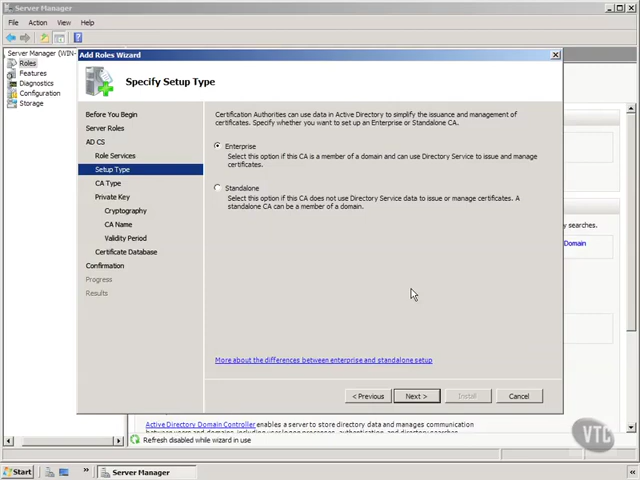 Server Manager
File Action View Help
Server Manager (WIN-
Roles
Features
Diagnostics
Configuration
Storage
Add Roles Wizard
Specify Setup Type
Before You Begin
Server Roles
AD CS
Role Services
Setup Type
CA Type
Private Key
Cryptography
CA Name
Validity Period
Certificate Database
Confirmation
Progress
Results
Certification Authorities can use data in Active Directory to simplify the issuance and management of
certificates. Specify whether you want to set up an Enterprise or Standalone CA.
Enterprise
Select this option if this CA is a member of a domain and can use Directory Service to issue and manage
certificates.
Standalone
Select this option if this CA does not use Directory Service data to issue or manage certificates. A
standalone CA can be a member of a domain.
More about the differences between enterprise and standalone setup
< Previous Next > Install Cancel
y searches.
Domain
Active Directory Domain Controller enables a server to store directory data and manages communication
Refresh disabled while wizard in use
VTC
Start
»
Server Manager
«